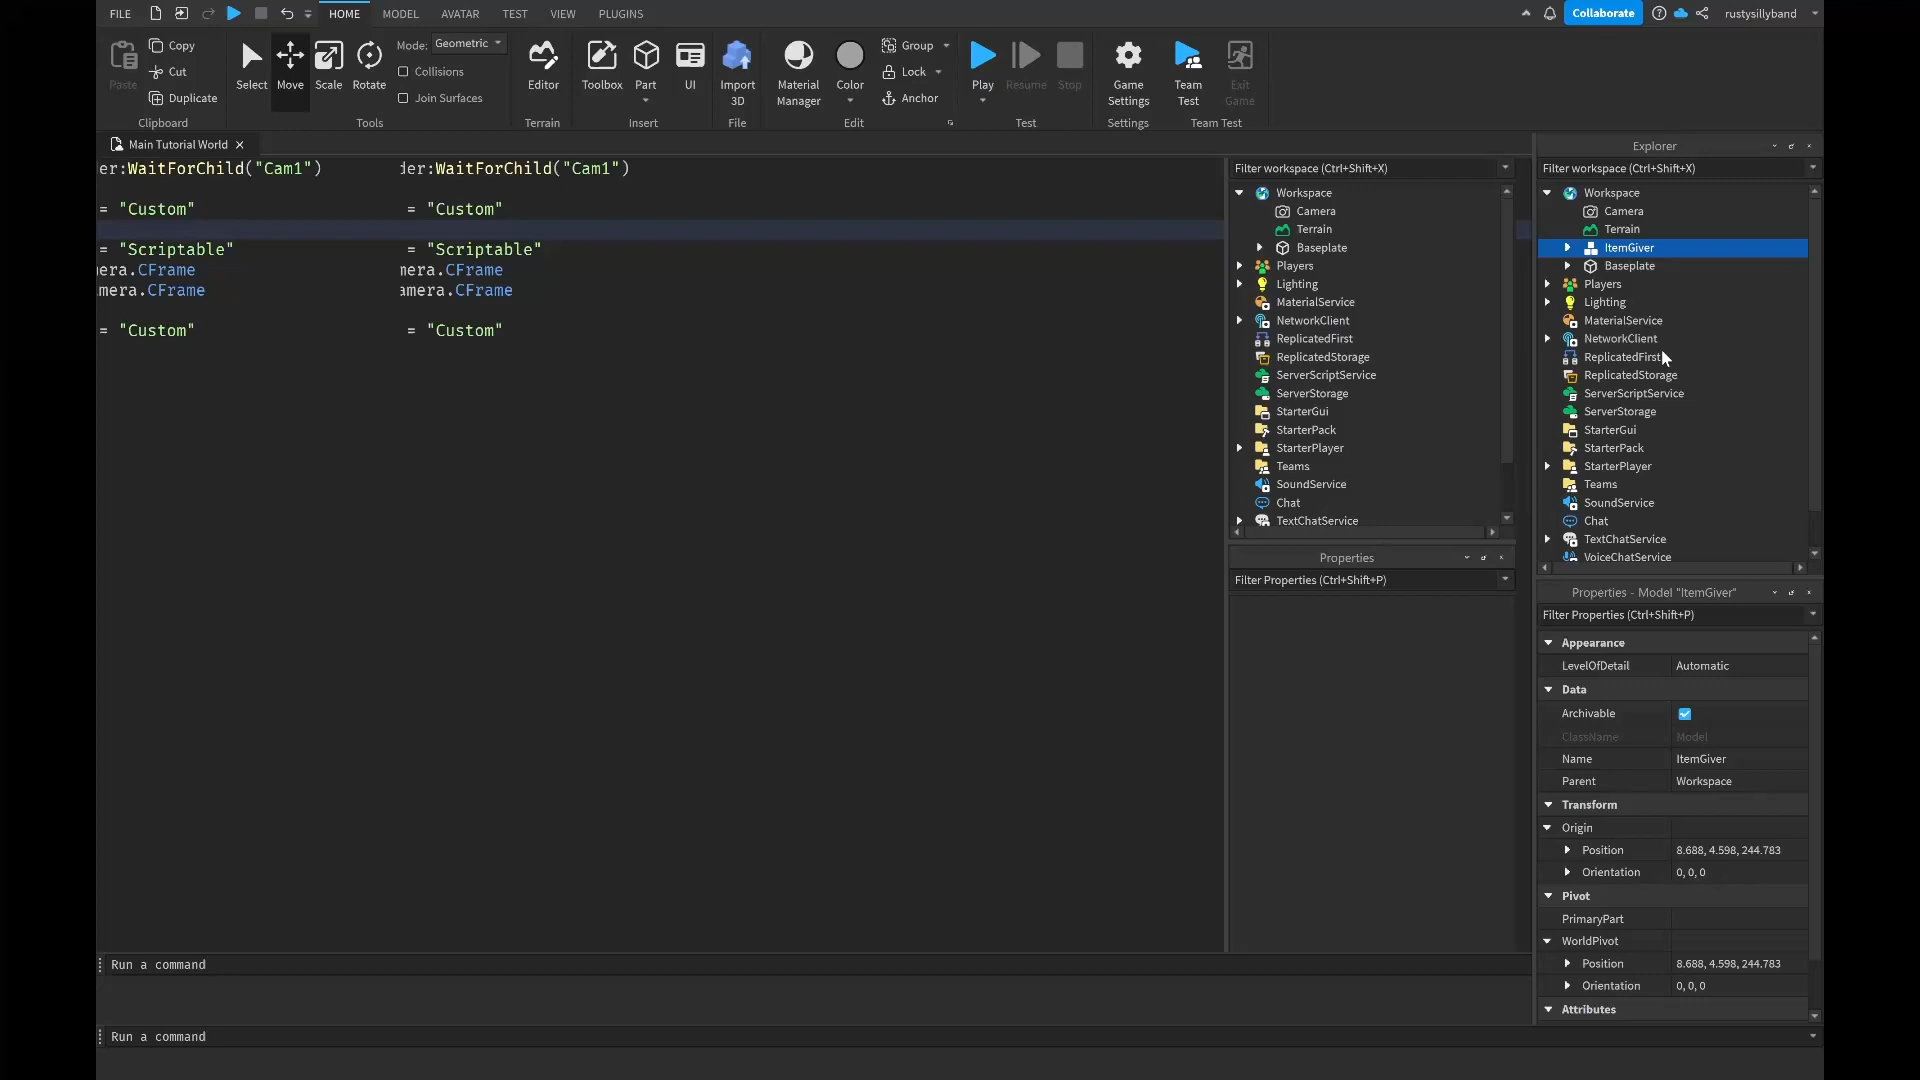 FILE
HOME
MODEL
AVATAR
TEST
VIEW
PLUGINS
Collaborate
rustysillyband
Paste
Copy
Cut
Duplicate
Clipboard
Select
Move
Scale
Rotate
Mode: Geometric
Collisions
Join Surfaces
Tools
Editor
Terrain
Toolbox
Part
UI
Insert
Import
3D
File
Material
Manager
Color
Group
Lock
Anchor
Edit
Play
Resume
Stop
Test
Game
Settings
Settings
Team
Test
Exit
Game
Team Test
Main Tutorial World
er:WaitForChild("Cam1")
= "Custom"
= "Scriptable"
era.CFrame
mera.CFrame
= "Custom"
der:WaitForChild("Cam1")
= "Custom"
= "Scriptable"
mera.CFrame
amera.CFrame
= "Custom"
Filter workspace (Ctrl+Shift+X)
Workspace
Camera
Terrain
Baseplate
Players
Lighting
MaterialService
NetworkClient
ReplicatedFirst
ReplicatedStorage
ServerScriptService
ServerStorage
StarterGui
StarterPack
StarterPlayer
Teams
SoundService
Chat
TextChatService
Properties
Filter Properties (Ctrl+Shift+P)
Explorer
Filter workspace (Ctrl+Shift+X)
Workspace
Camera
Terrain
ItemGiver
Baseplate
Players
Lighting
MaterialService
NetworkClient
ReplicatedFirst
ReplicatedStorage
ServerScriptService
ServerStorage
StarterGui
StarterPack
StarterPlayer
Teams
SoundService
Chat
TextChatService
VoiceChatService
Properties - Model "ItemGiver"
Filter Properties (Ctrl+Shift+P)
Appearance
LevelOfDetail Automatic
Data
Archivable
ClassName Model
Name ItemGiver
Parent Workspace
Transform
Origin
Position 8.688, 4.598, 244.783
Orientation 0, 0, 0
Pivot
PrimaryPart
WorldPivot
Position 8.688, 4.598, 244.783
Orientation 0, 0, 0
Attributes
Run a command
Run a command